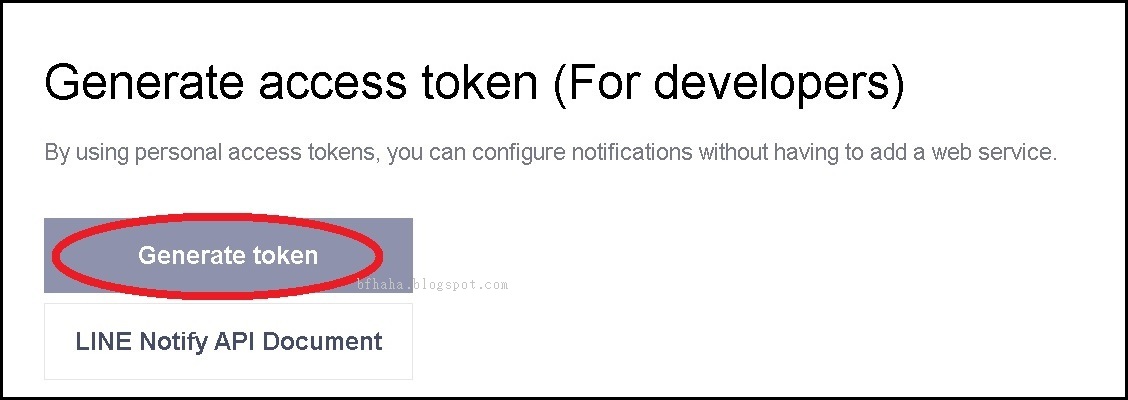 Generate access token (For developers)
By using personal access tokens, you can configure notifications without having to add a web service.
Generate token
bfhaha.blogspot.com
LINE Notify API Document